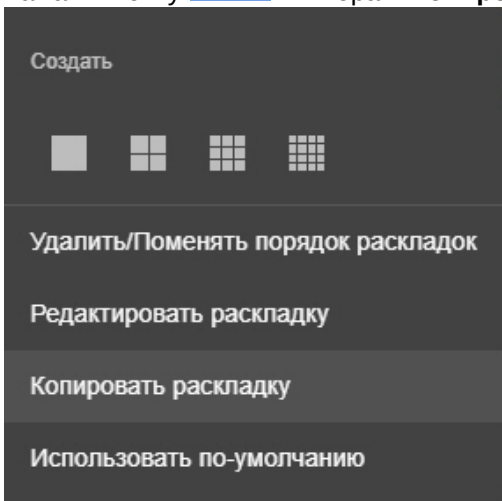 Создать
Удалить/Поменять порядок раскладок
Редактировать раскладку
Копировать раскладку
Использовать по-умолчанию